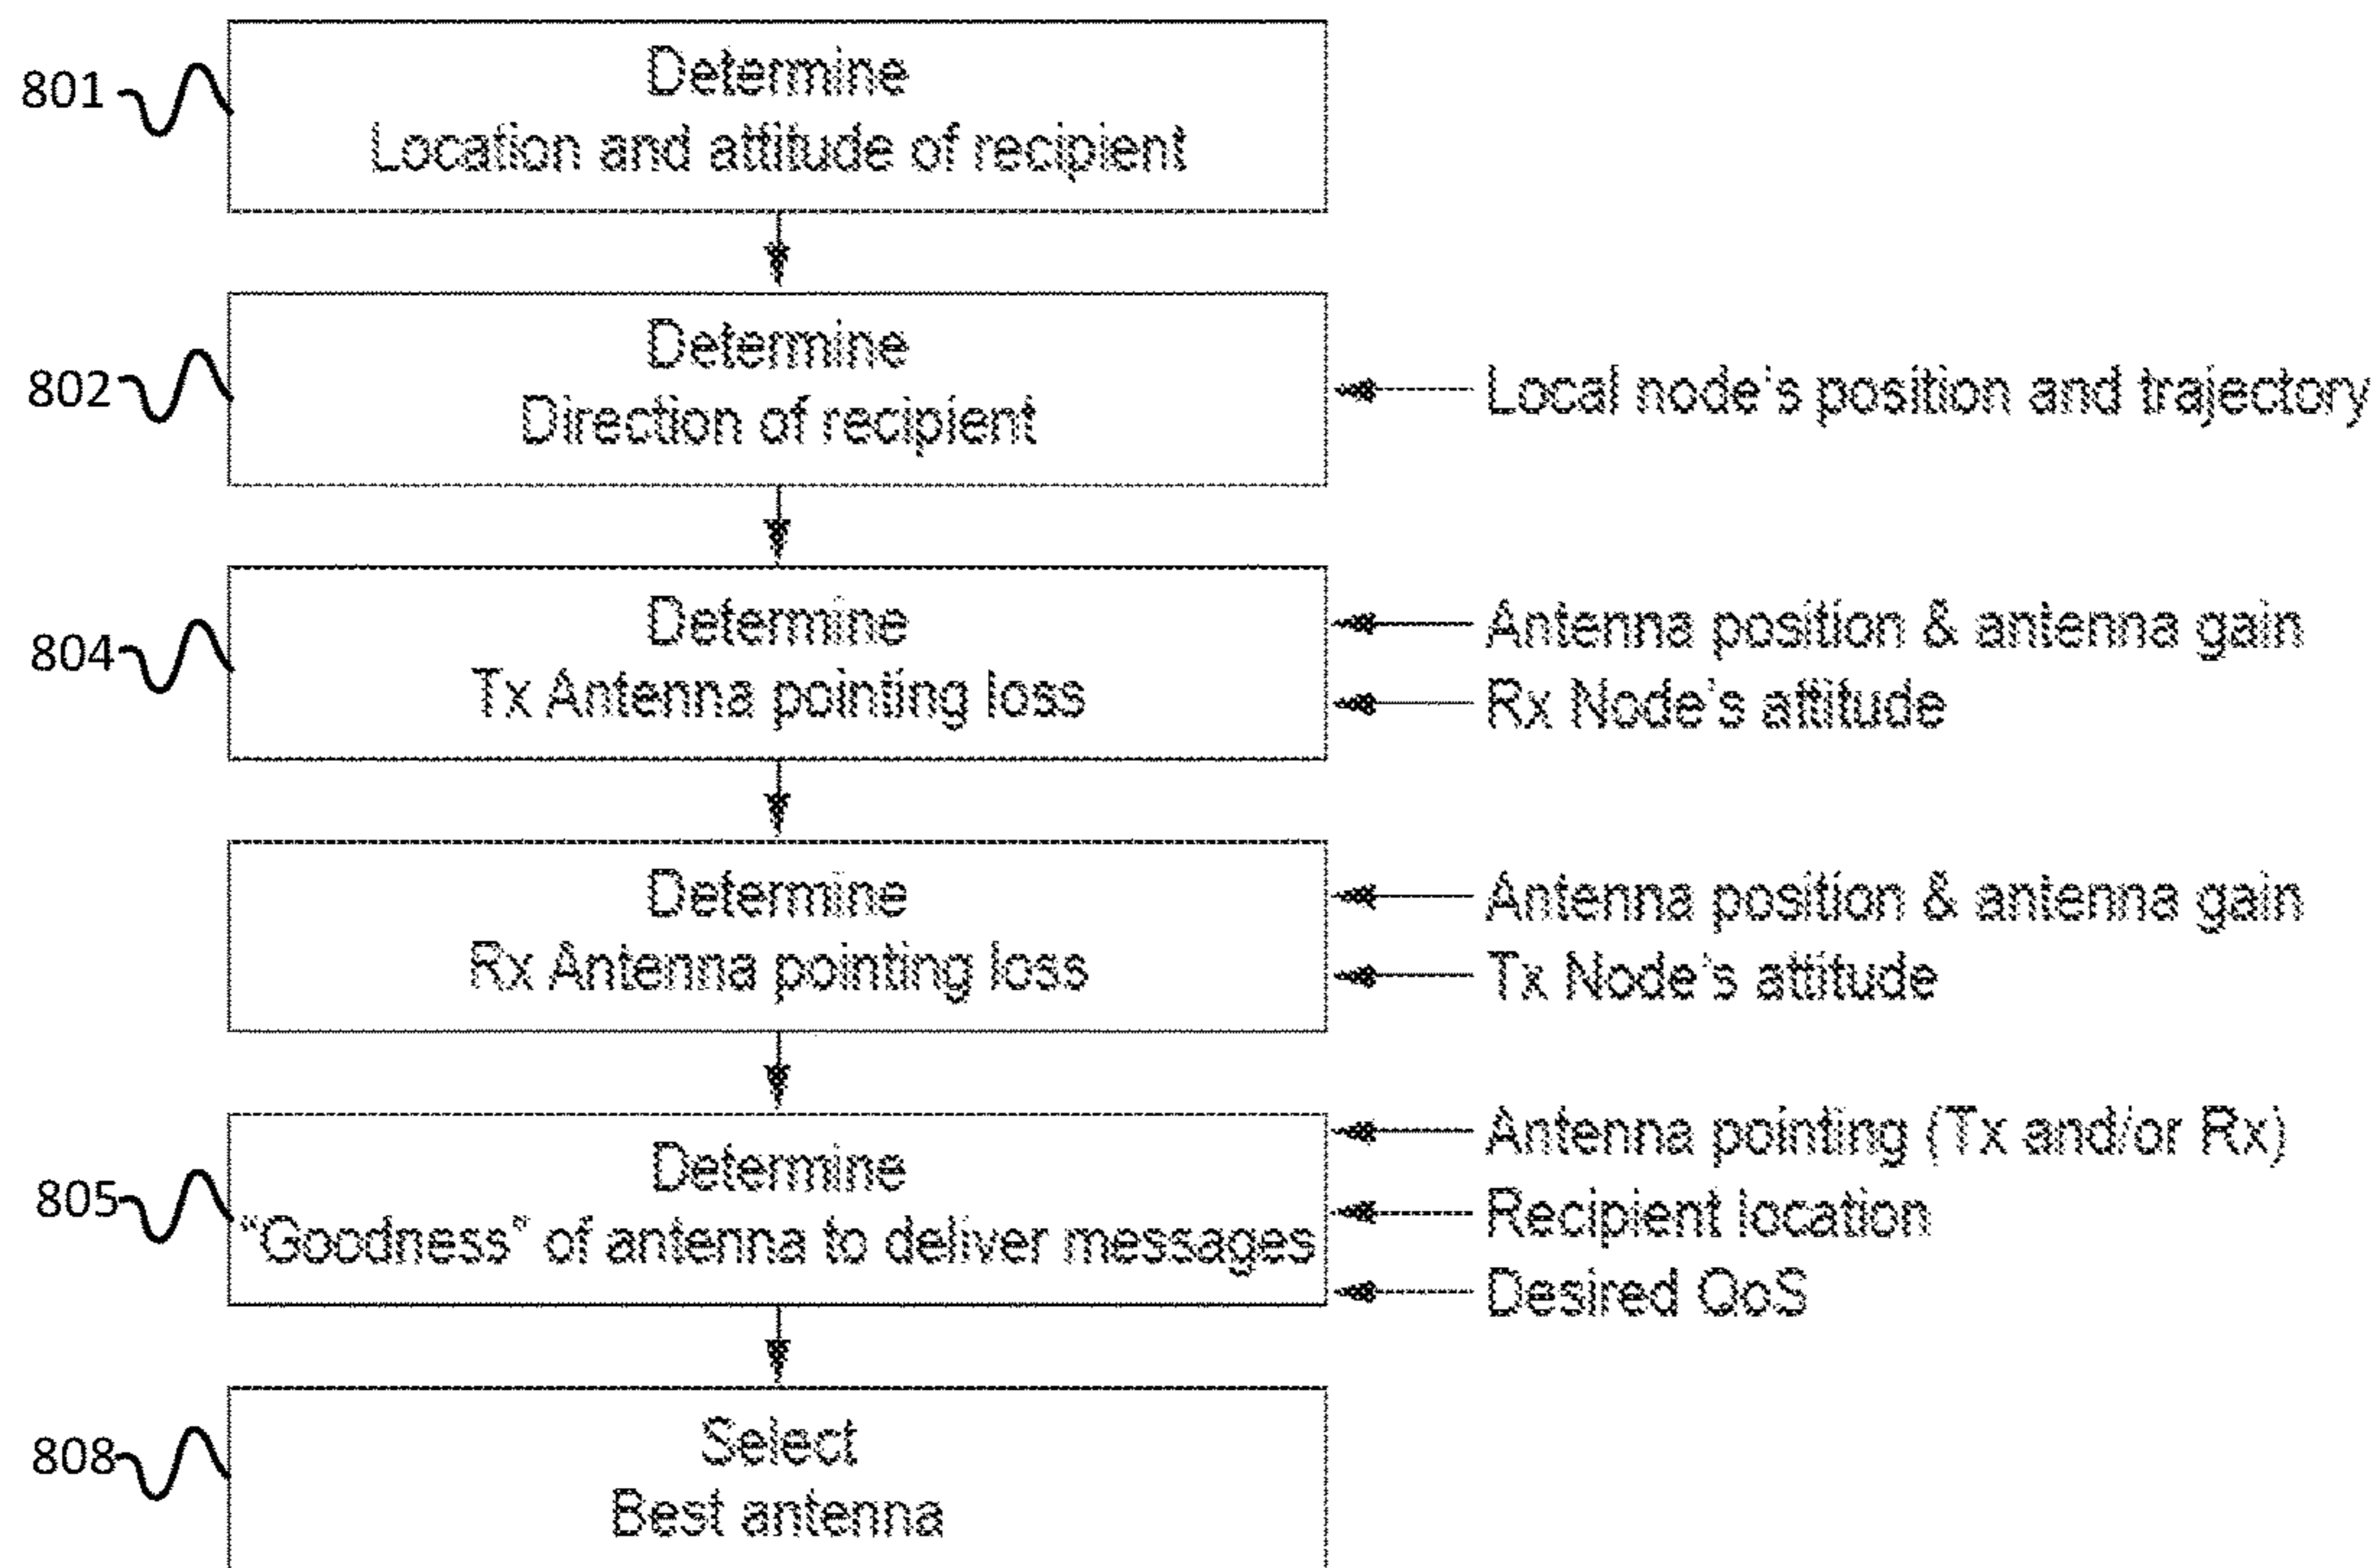 801
Determine
Location and attitude of recipient
802
Determine
Direction of recipient
Local node's position and trajectory
804
Determine
Tx Antenna pointing loss
Antenna position & antenna gain
Rx Node's attitude
Determine
Rx Antenna pointing loss
Antenna position & antenna gain
Tx Node's attitude
805
Determine
"Goodness" of antenna to deliver messages
Antenna pointing (Tx and/or Rx)
Recipient location
Desired QoS
808
Select
Best antenna